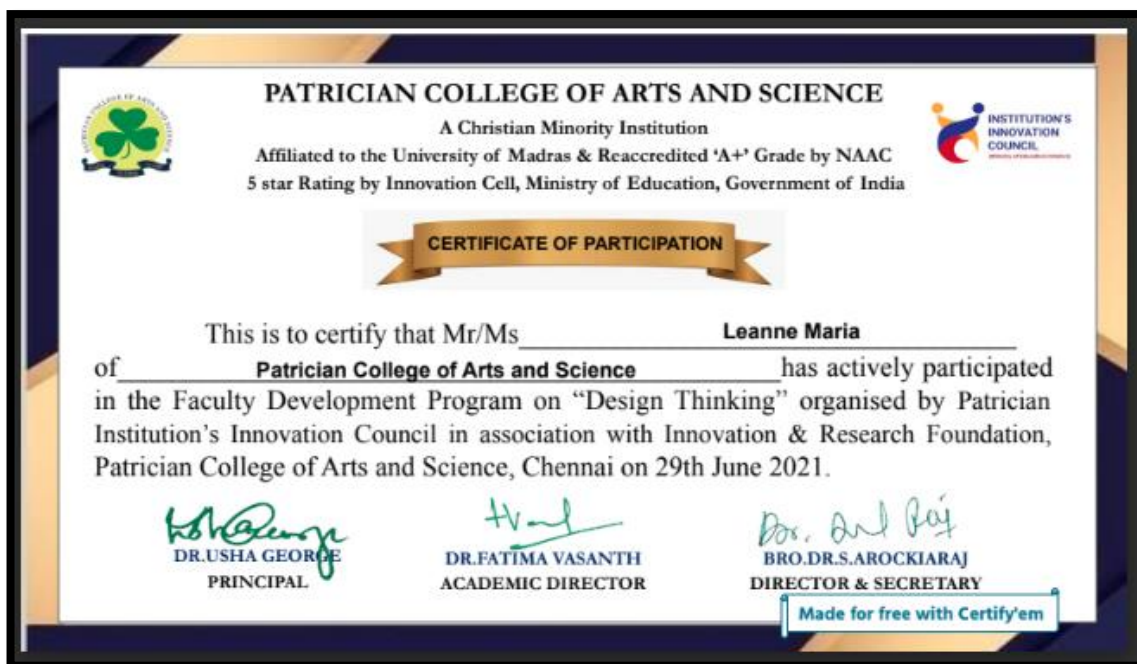 PATRICIAN COLLEGE OF ARTS AND SCIENCE
A Christian Minority Institution
Affiliated to the University of Madras & Reaccredited ‘A+’ Grade by NAAC
5 star Rating by Innovation Cell, Ministry of Education, Government of India
INSTITUTION'S
INNOVATION
COUNCIL
CERTIFICATE OF PARTICIPATION
This is to certify that Mr/Ms Leanne Maria
of Patrician College of Arts and Science has actively participated
in the Faculty Development Program on “Design Thinking” organised by Patrician
Institution’s Innovation Council in association with Innovation & Research Foundation,
Patrician College of Arts and Science, Chennai on 29th June 2021.
DR.USHA GEORGE
PRINCIPAL
DR.FATIMA VASANTH
ACADEMIC DIRECTOR
BRO.DR.S.AROCKIARAJ
DIRECTOR & SECRETARY
Made for free with Certify'em